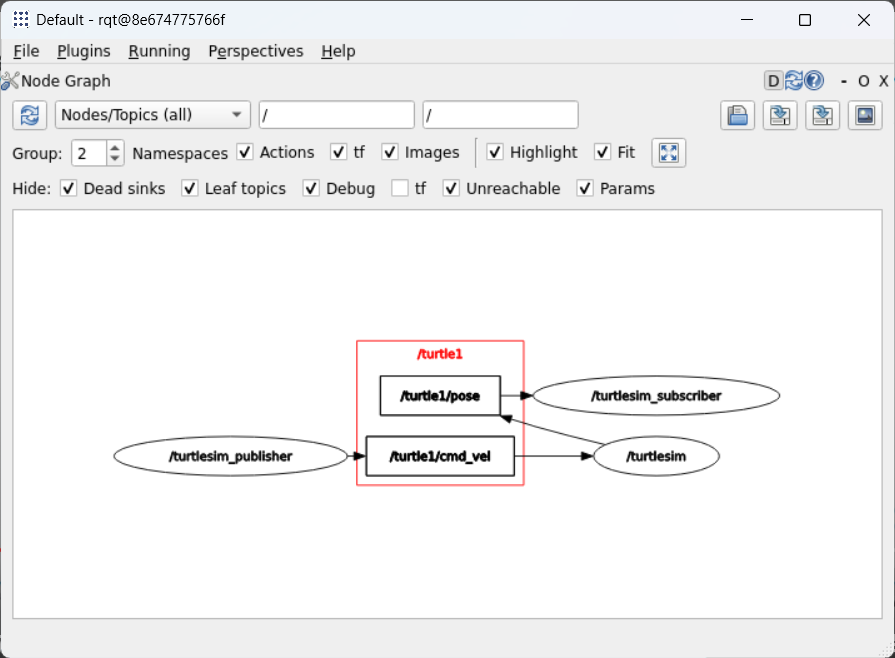 Default - rqt@8e674775766f
File Plugins Running Perspectives Help
Node Graph D - O X
Nodes/Topics (all) / /
Group: 2 Namespaces Actions tf Images Highlight Fit
Hide: Dead sinks Leaf topics Debug tf Unreachable Params
/turtle1
/turtle1/pose /turtlesim_subscriber
/turtlesim_publisher /turtle1/cmd_vel /turtlesim